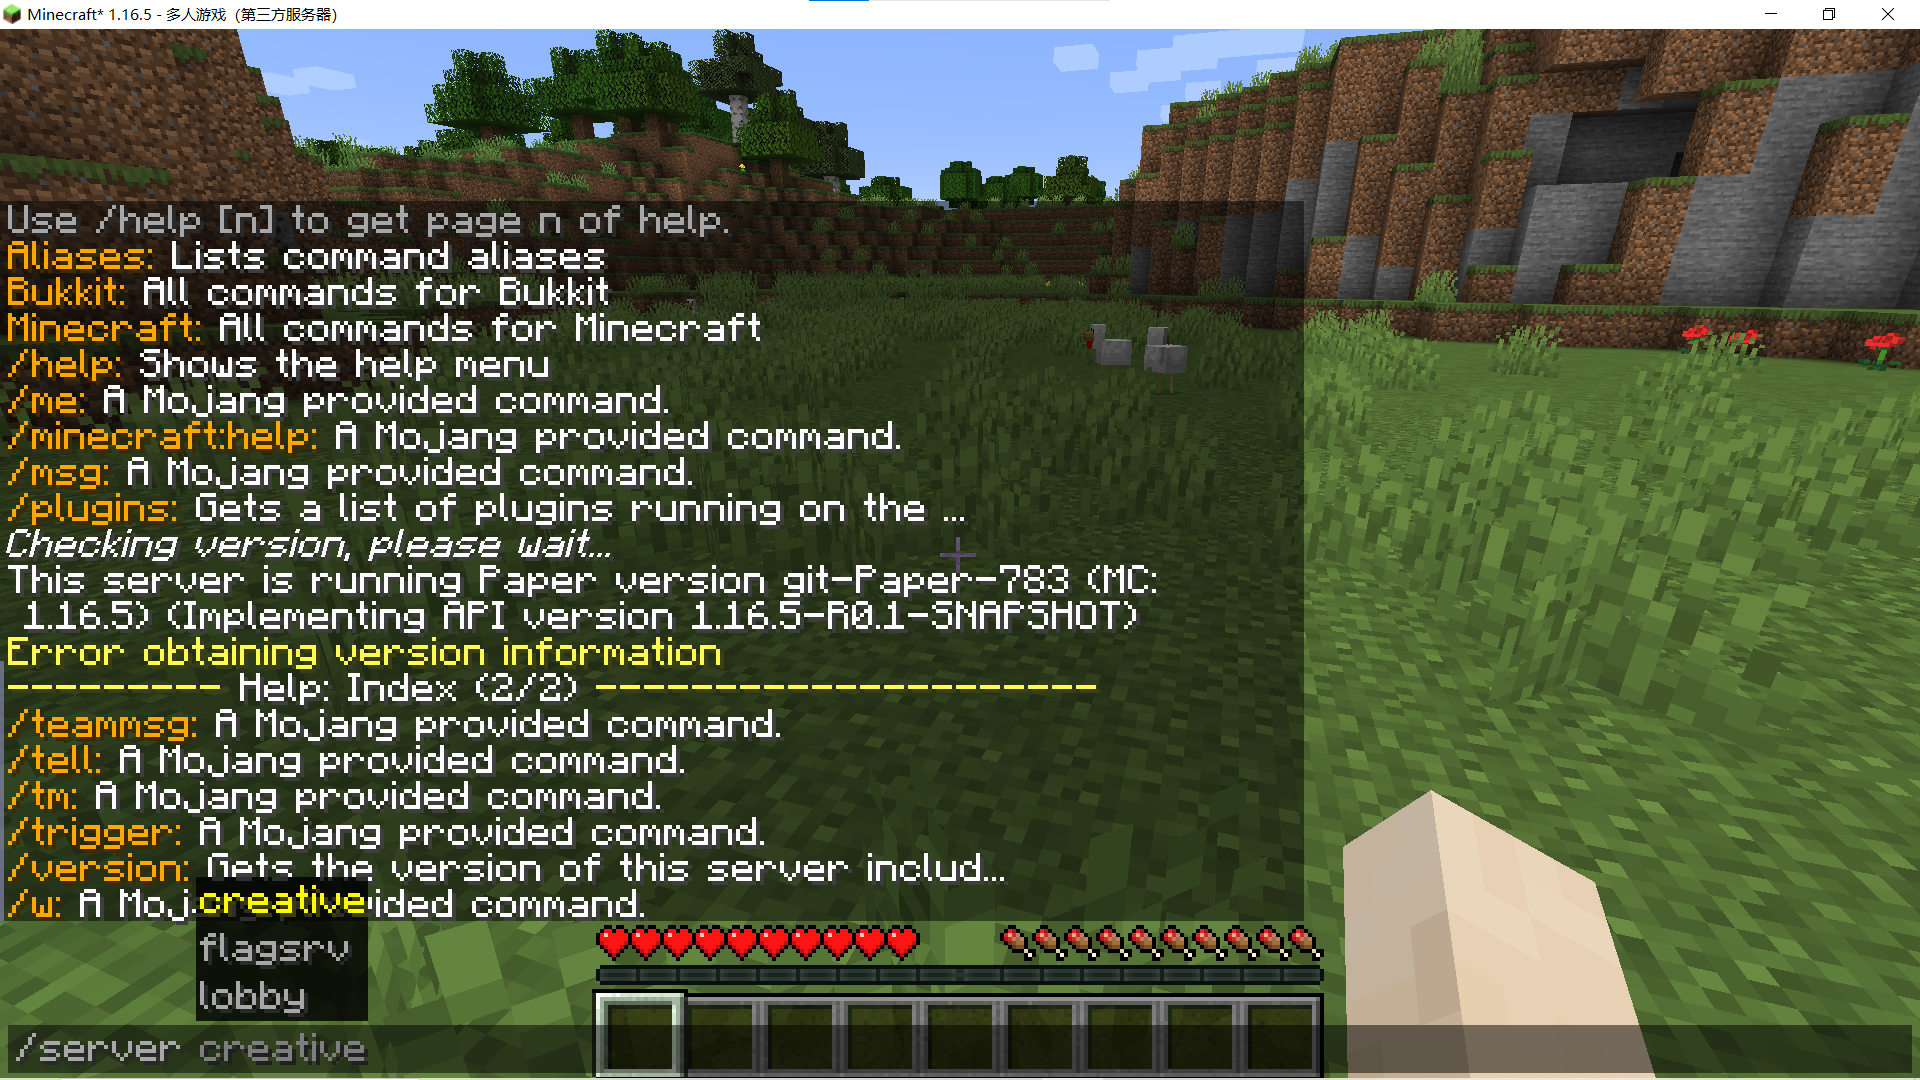 Minecraft* 1.16.5 - 多人游戏 (第三方服务器)
Use /help [n] to get page n of help.
Aliases: Lists command aliases
Bukkit: All commands for Bukkit
Minecraft: All commands for Minecraft
/help: Shows the help menu
/me: A Mojang provided command.
/minecraft:help: A Mojang provided command.
/msg: A Mojang provided command.
/plugins: Gets a list of plugins running on the ...
Checking version, please wait...
This server is running Paper version git-Paper-783 (MC:
1.16.5) (Implementing API version 1.16.5-R0.1-SNAPSHOT)
Error obtaining version information
--------- Help: Index (2/2) ---------------------
/teammsg: A Mojang provided command.
/tell: A Mojang provided command.
/tm: A Mojang provided command.
/trigger: A Mojang provided command.
/version: Gets the version of this server includ...
/w: A Moj ided command.
creative
flagsrv
lobby
/server creative